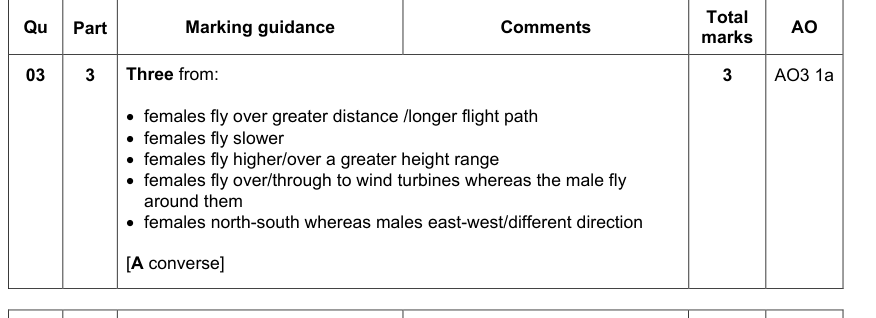 Qu Part Marking guidance Comments Total marks AO
03 3 Three from: 3 AO3 1a
• females fly over greater distance /longer flight path
• females fly slower
• females fly higher/over a greater height range
• females fly over/through to wind turbines whereas the male fly
around them
• females north-south whereas males east-west/different direction
[A converse]